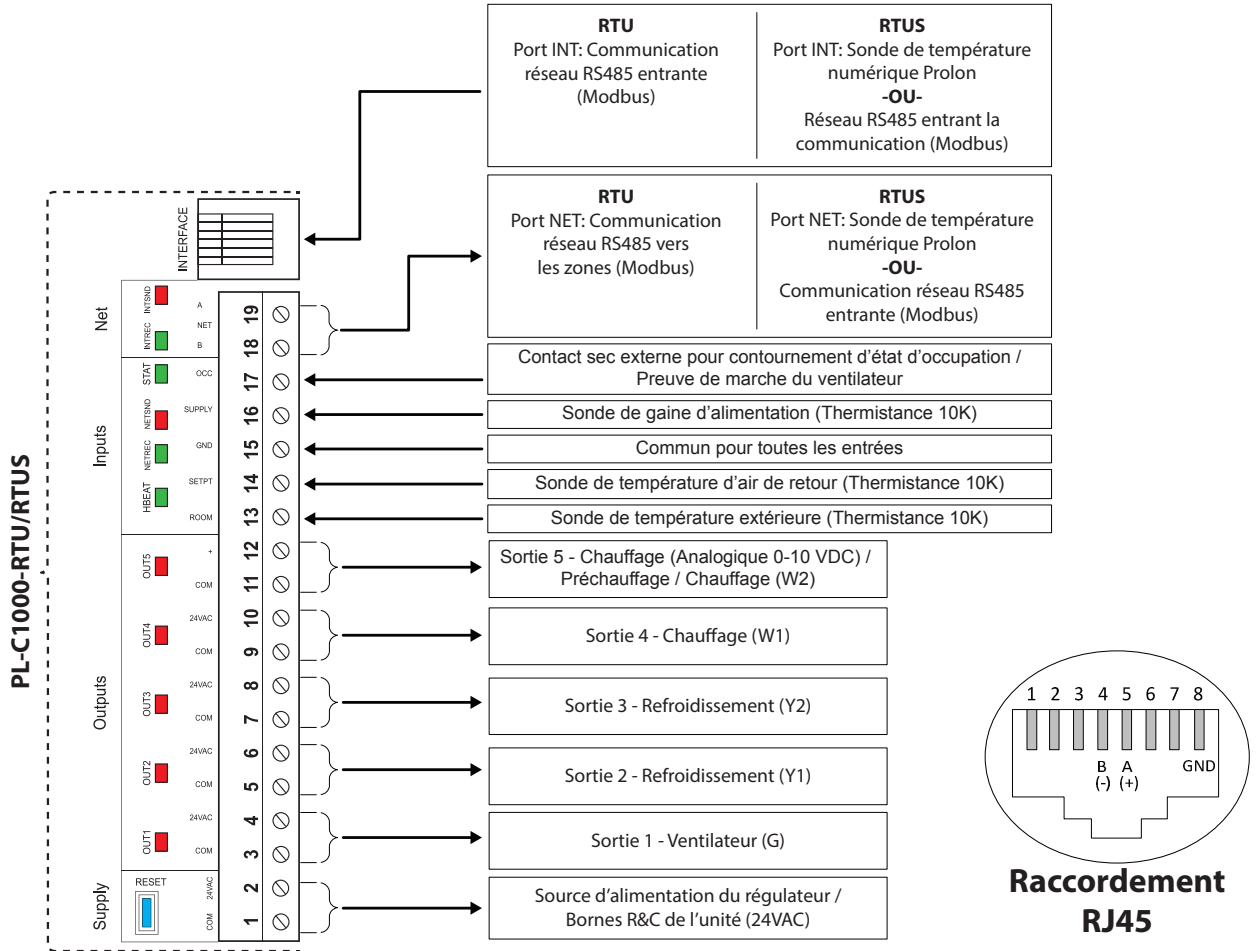 RTU
Port INT: Communication
réseau RS485 entrante
(Modbus)
RTUS
Port INT: Sonde de température
numérique Prolon
-OU-
Réseau RS485 entrant la
communication (Modbus)
RTU
Port NET: Communication
réseau RS485 vers
les zones (Modbus)
RTUS
Port NET: Sonde de température
numérique Prolon
-OU-
Communication réseau RS485
entrante (Modbus)
Contact sec externe pour contournement d'état d'occupation /
Preuve de marche du ventilateur
Sonde de gaine d'alimentation (Thermistance 10K)
Commun pour toutes les entrées
Sonde de température d'air de retour (Thermistance 10K)
Sonde de température extérieure (Thermistance 10K)
Sortie 5 - Chauffage (Analogique 0-10 VDC) /
Préchauffage / Chauffage (W2)
Sortie 4 - Chauffage (W1)
Sortie 3 - Refroidissement (Y2)
Sortie 2 - Refroidissement (Y1)
Sortie 1 - Ventilateur (G)
Source d'alimentation du régulateur /
Bornes R&C de l'unité (24VAC)
PL-C1000-RTU/RTUS
INTERFACE
Net
INTSND
INTREC
A
NET
B
19
18
Inputs
STAT
NETSND
NETREC
HBEAT
OCC
SUPPLY
GND
SETPT
ROOM
17
16
15
14
13
Outputs
OUT5
+
COM
12
11
OUT4
24VAC
COM
10
9
OUT3
24VAC
COM
8
7
OUT2
24VAC
COM
6
5
OUT1
24VAC
COM
4
3
Supply
RESET
24VAC
COM
2
1
1 2 3 4 5 6 7 8
B A GND
(-) (+)
Raccordement
RJ45